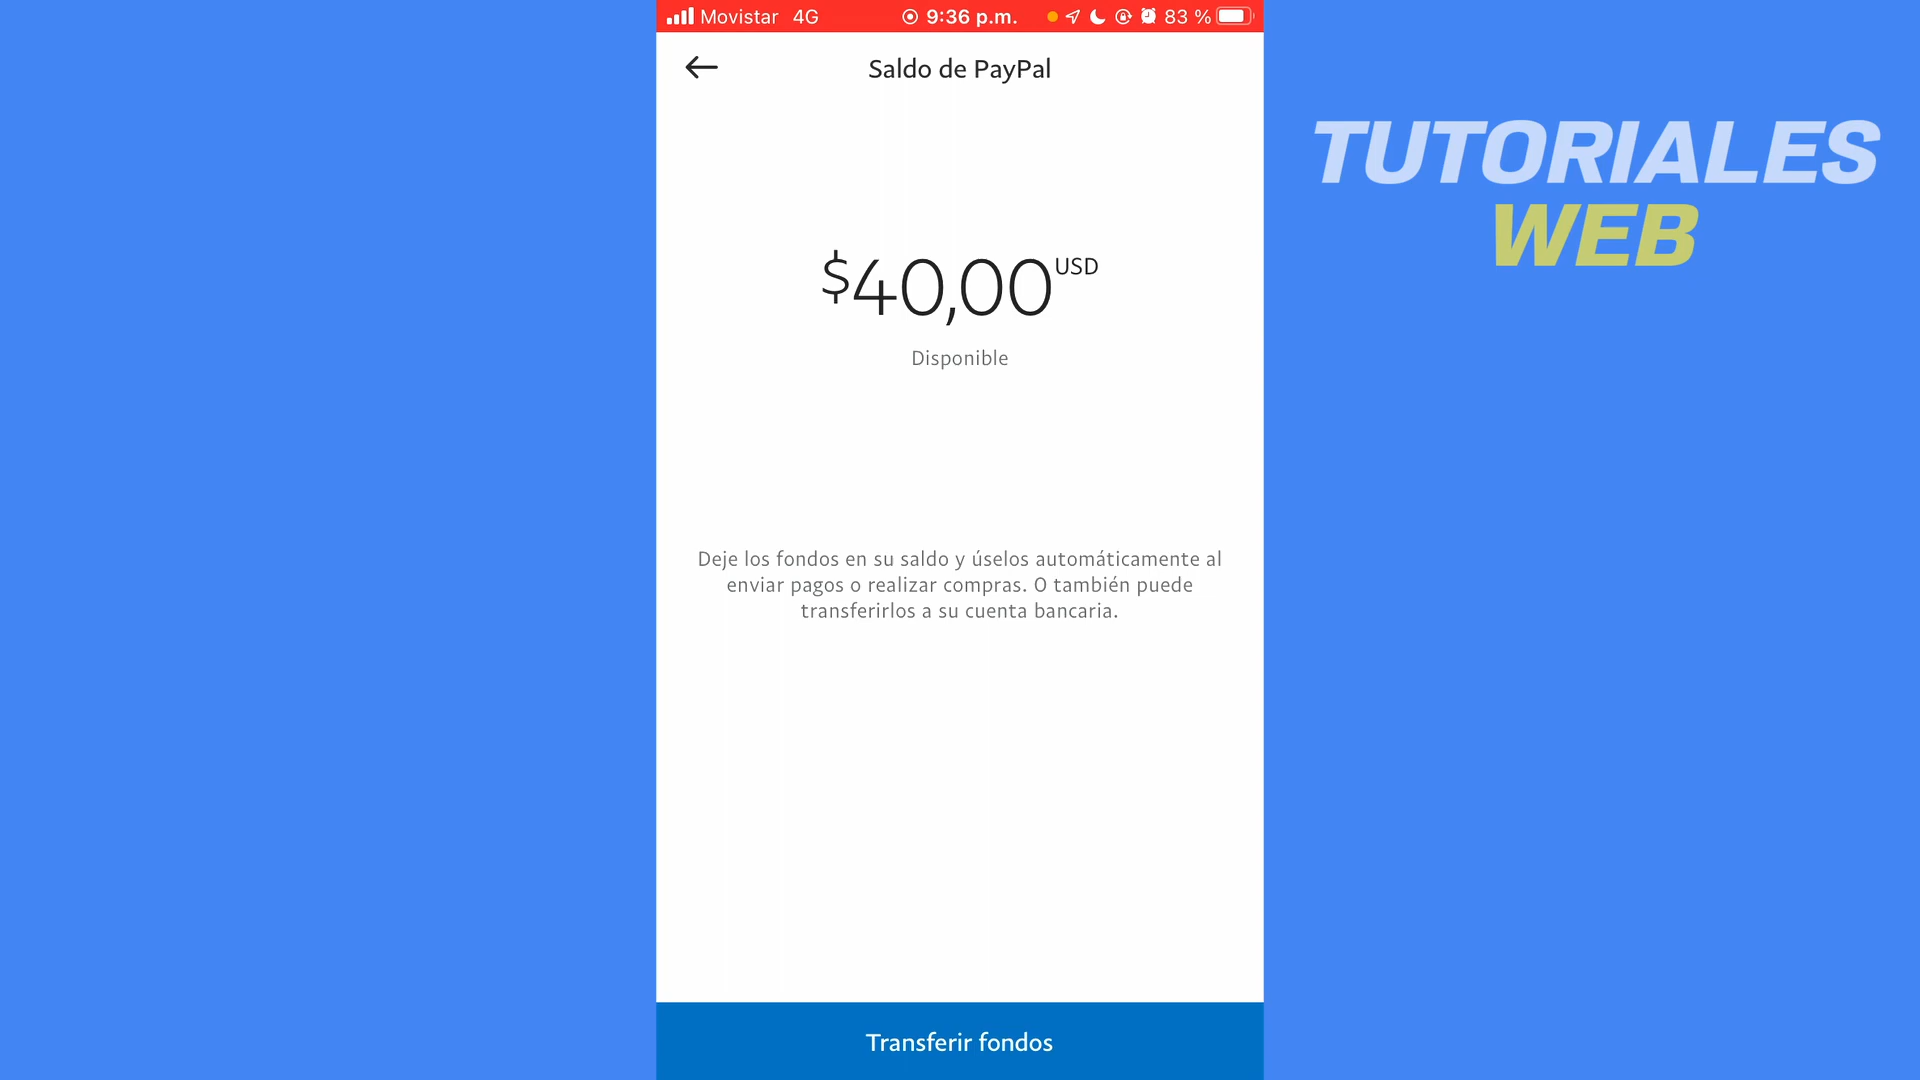 Movistar 4G 9:36 p.m. 83 %
Saldo de PayPal
TUTORIALES
WEB
$40,00 USD
Disponible
Deje los fondos en su saldo y úselos automáticamente al
enviar pagos o realizar compras. O también puede
transferirlos a su cuenta bancaria.
Transferir fondos